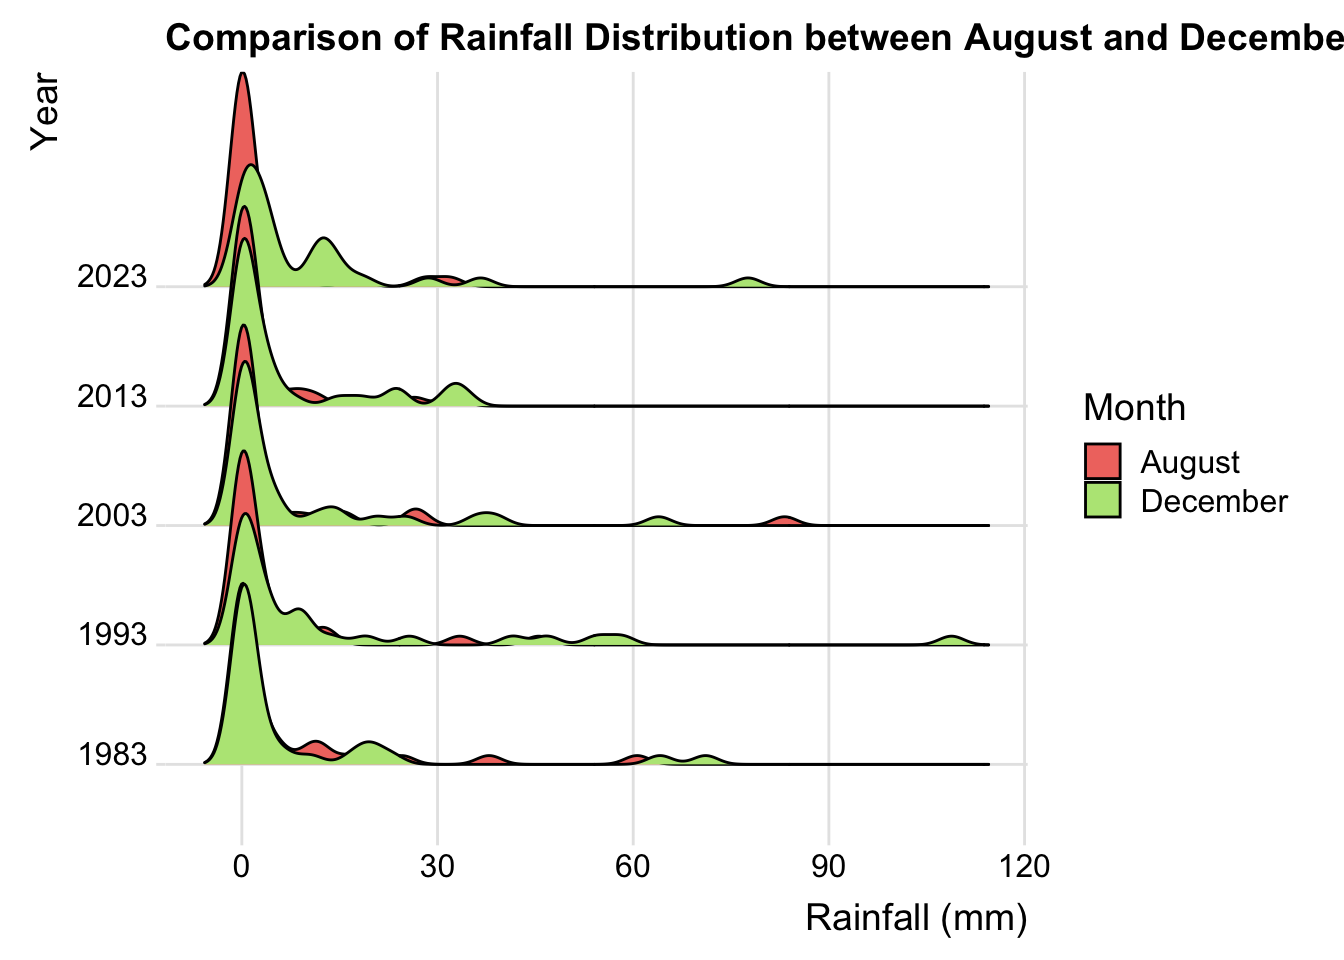 Comparison of Rainfall Distribution between August and Decembe
Year
2023
2013
2003
1993
1983
0 30 60 90 120
Rainfall (mm)
Month
August
December